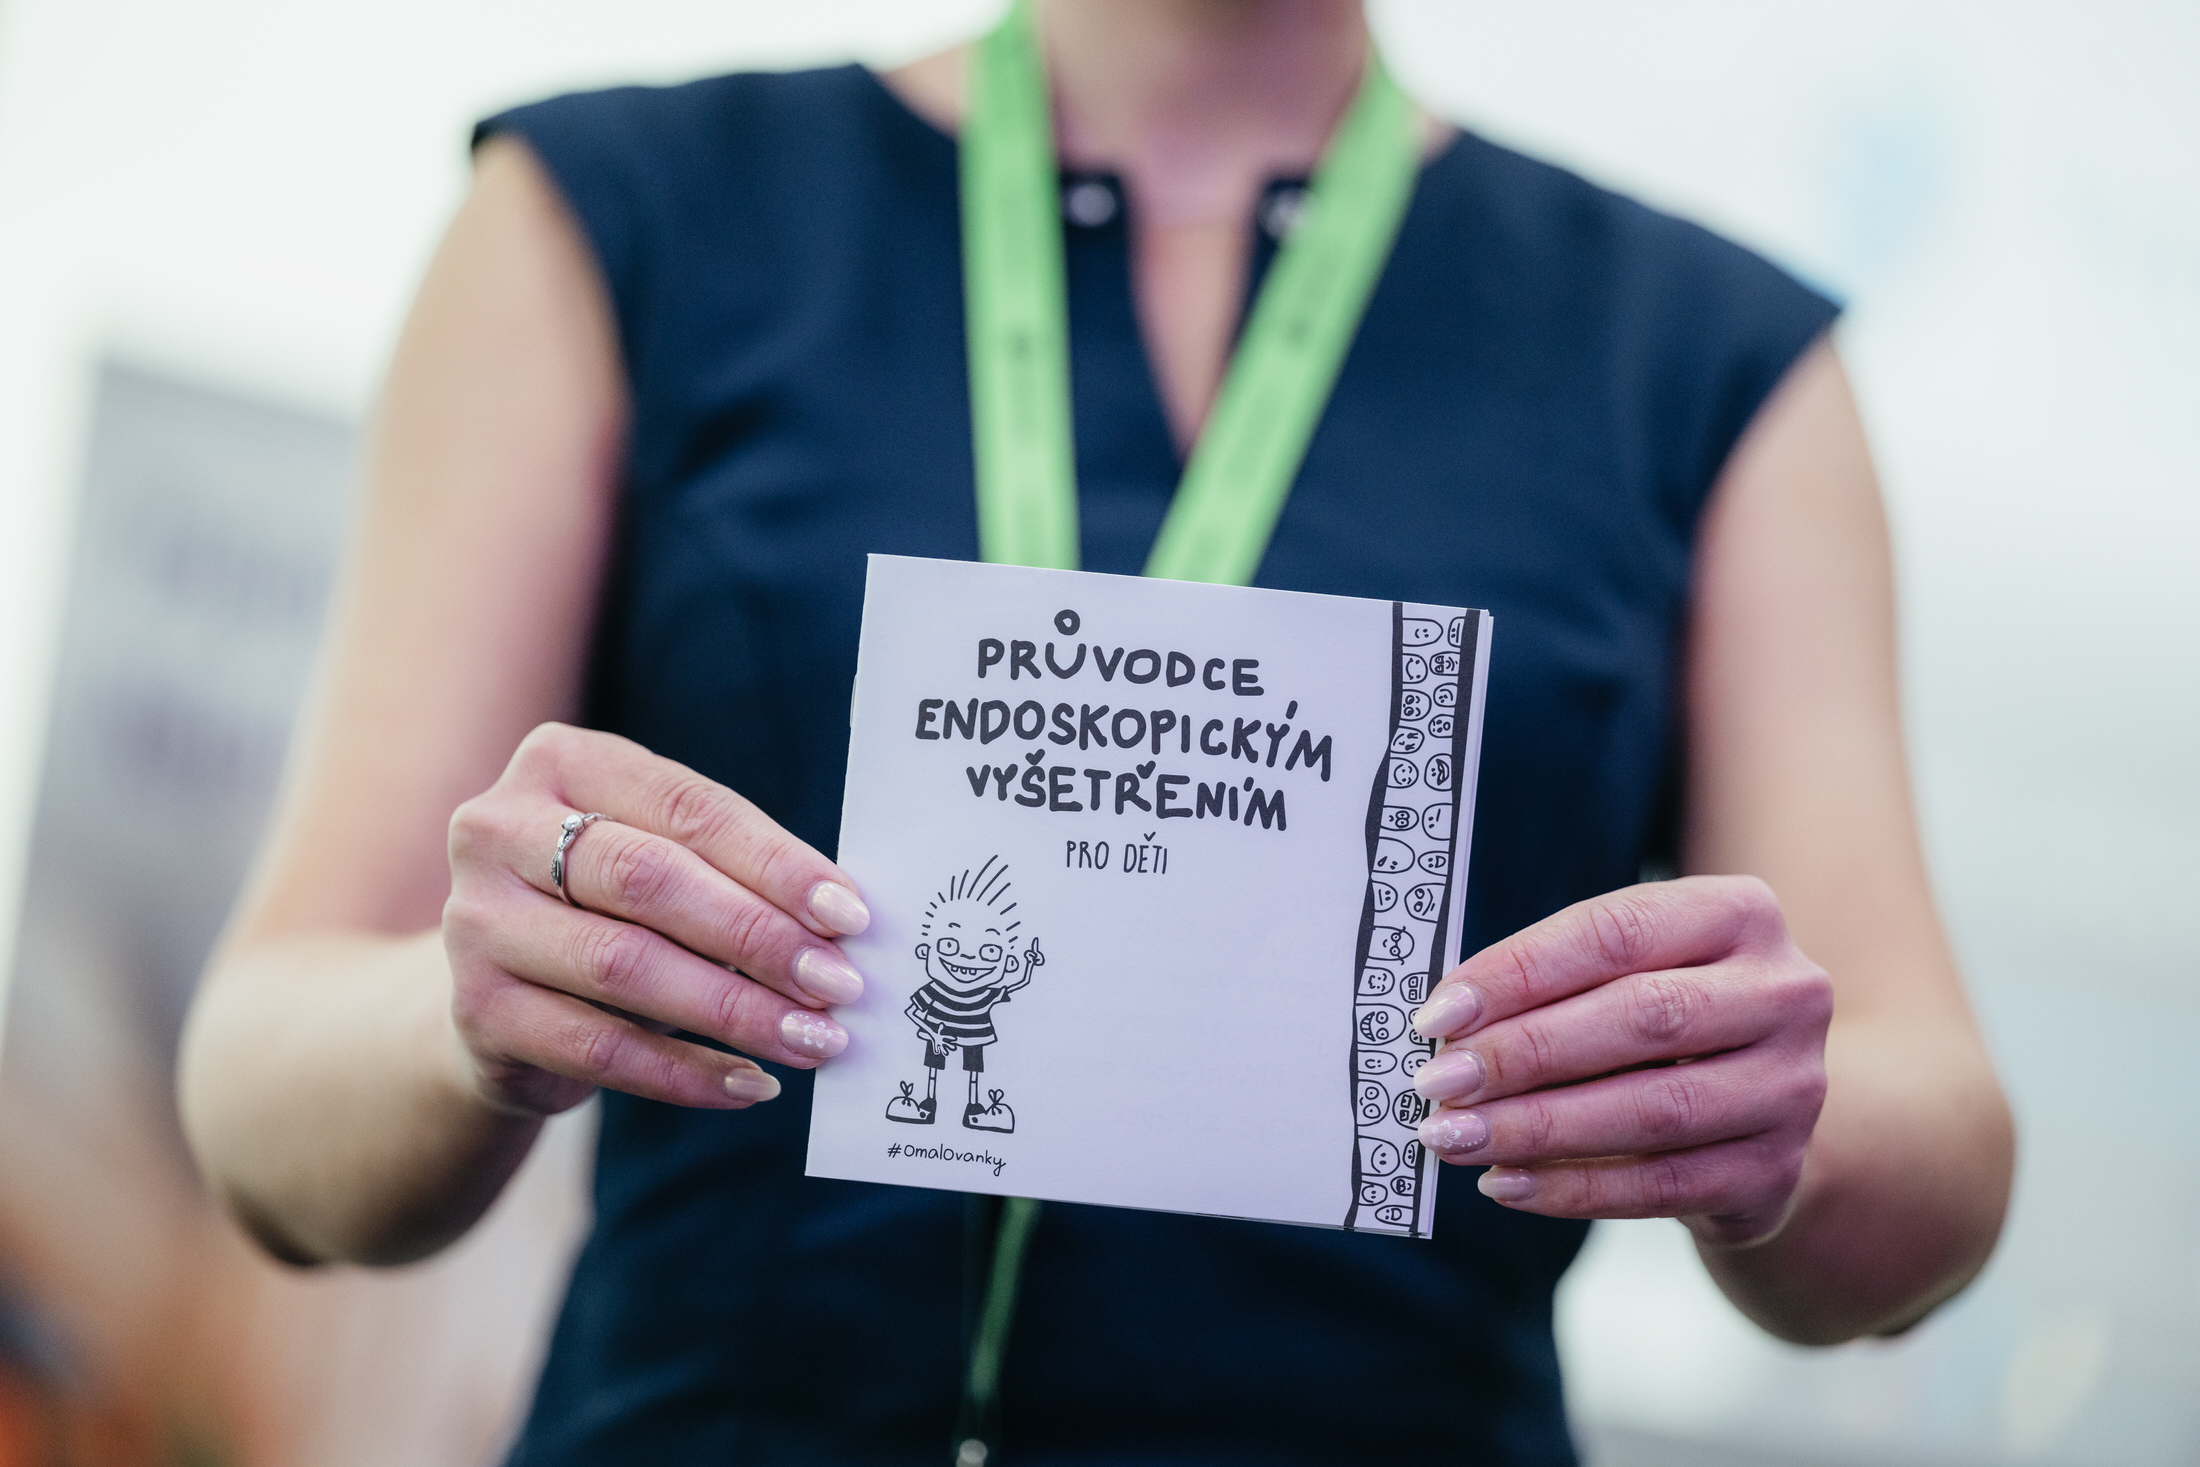 PRŮVODCE
ENDOSKOPICKÝM
VYŠETŘENÍM
PRO DĚTI
#omalovanky